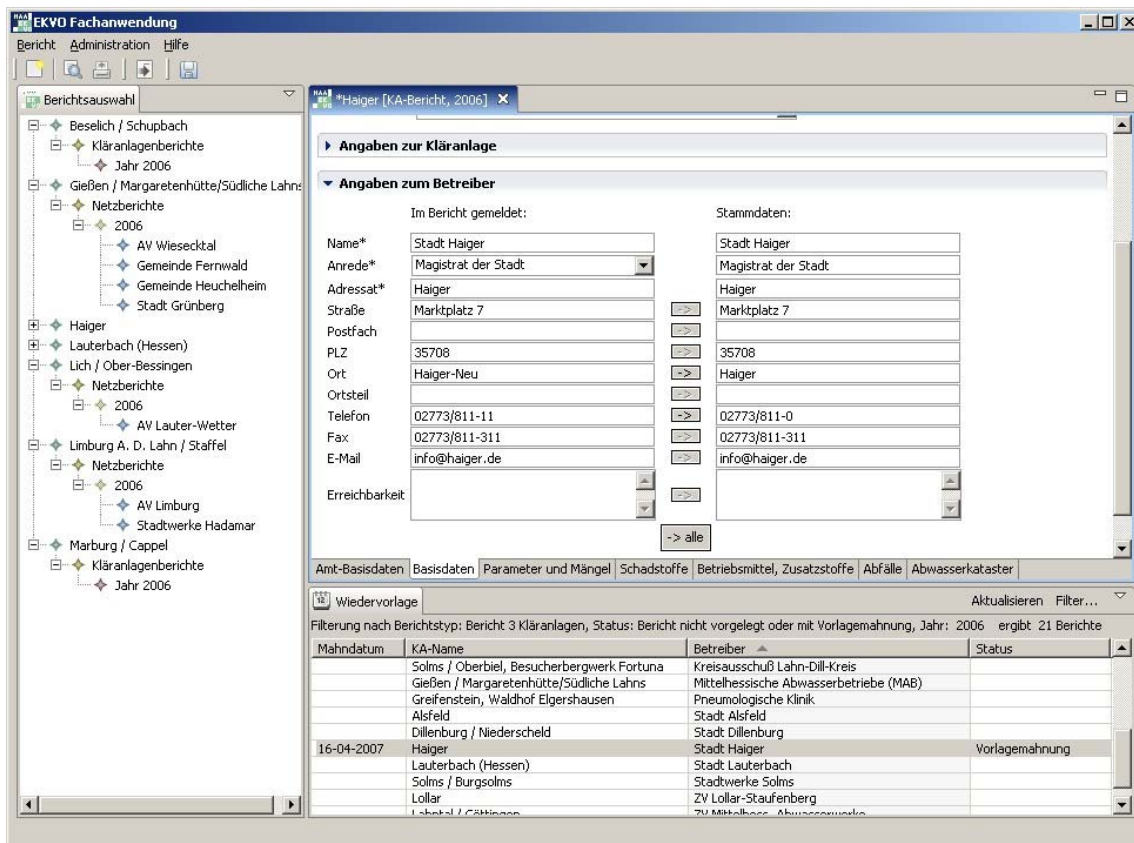 EKVO Fachanwendung
Bericht Administration Hilfe
Berichtsauswahl
Beselich / Schupbach
Kläranlagenberichte
Jahr 2006
Gießen / Margaretenhütte/Südliche Lahns
Netzberichte
2006
AV Wiesecktal
Gemeinde Fernwald
Gemeinde Heuchelheim
Stadt Grünberg
Haiger
Lauterbach (Hessen)
Lich / Ober-Bessingen
Netzberichte
2006
AV Lauter-Wetter
Limburg A. D. Lahn / Staffel
Netzberichte
2006
AV Limburg
Stadtwerke Hadamar
Marburg / Cappel
Kläranlagenberichte
Jahr 2006
*Haiger [KA-Bericht, 2006]
Angaben zur Kläranlage
Angaben zum Betreiber
Im Bericht gemeldet: Stammdaten:
Name* Stadt Haiger Stadt Haiger
Anrede* Magistrat der Stadt Magistrat der Stadt
Adressat* Haiger Haiger
Straße Marktplatz 7 -> Marktplatz 7
Postfach ->
PLZ 35708 -> 35708
Ort Haiger-Neu -> Haiger
Ortsteil ->
Telefon 02773/811-11 -> 02773/811-0
Fax 02773/811-311 -> 02773/811-311
E-Mail info@haiger.de -> info@haiger.de
Erreichbarkeit ->
-> alle
Amt-Basisdaten Basisdaten Parameter und Mängel Schadstoffe Betriebsmittel, Zusatzstoffe Abfälle Abwasserkataster
12 Wiedervorlage Aktualisieren Filter...
Filterung nach Berichtstyp: Bericht 3 Kläranlagen, Status: Bericht nicht vorgelegt oder mit Vorlagemahnung, Jahr: 2006 ergibt 21 Berichte
Mahndatum KA-Name Betreiber Status
Solms / Oberbiel, Besucherbergwerk Fortuna Kreisausschuß Lahn-Dill-Kreis
Gießen / Margaretenhütte/Südliche Lahns Mittelhessische Abwasserbetriebe (MAB)
Greifenstein, Waldhof Elgershausen Pneumologische Klinik
Alsfeld Stadt Alsfeld
Dillenburg / Niederscheld Stadt Dillenburg
16-04-2007 Haiger Stadt Haiger Vorlagemahnung
Lauterbach (Hessen) Stadt Lauterbach
Solms / Burgsolms Stadtwerke Solms
Lollar ZV Lollar-Staufenberg
Lahntal / Göttingen ZV Mittelhess. Abwasserwerke